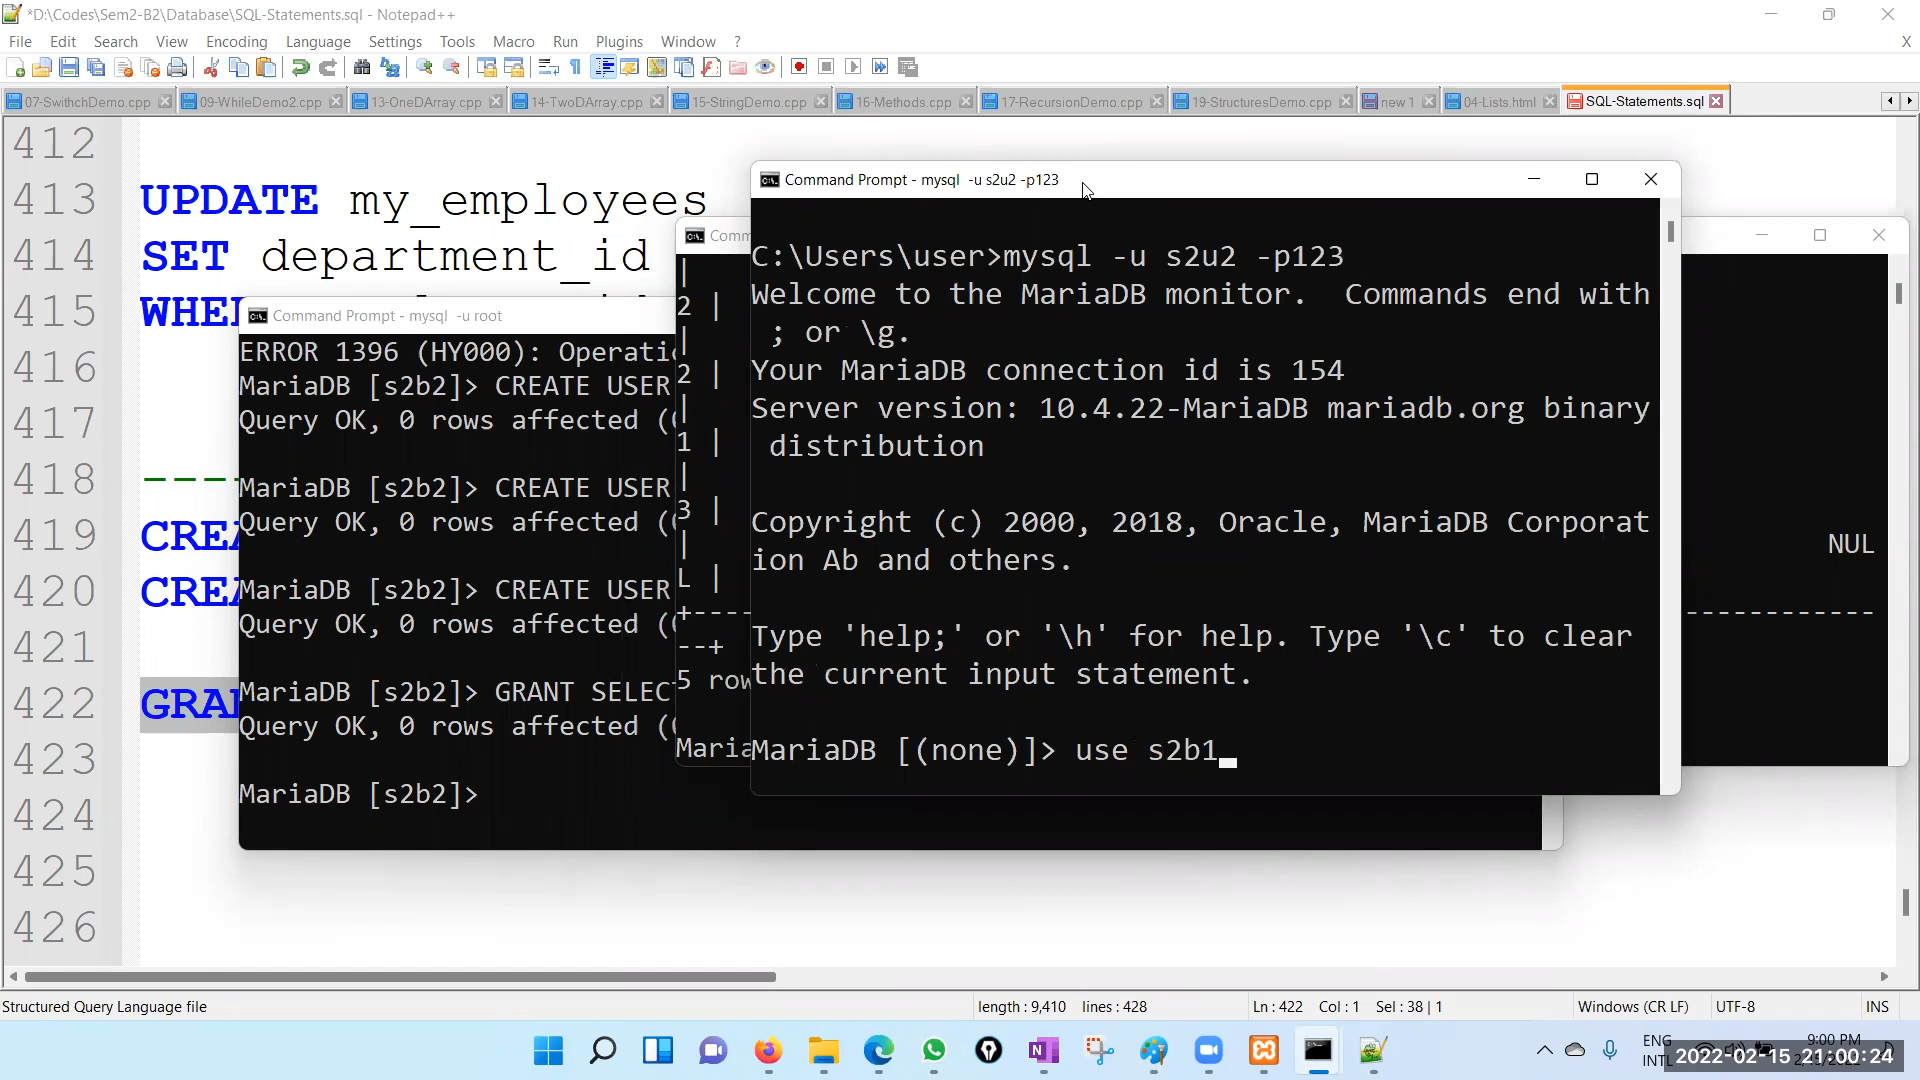 *D:\Codes\Sem2-B2\Database\SQL-Statements.sql - Notepad++
File Edit Search View Encoding Language Settings Tools Macro Run Plugins Window ? X
07-SwithchDemo.cpp 09-WhileDemo2.cpp 13-OneDArray.cpp 14-TwoDArray.cpp 15-StringDemo.cpp 16-Methods.cpp 17-RecursionDemo.cpp 19-StructuresDemo.cpp new 1 04-Lists.html SQL-Statements.sql
412
413 UPDATE my_employees
414 SET department_id
415 WHE
416
417
418 ----
419 CREA
420 CREA
421
422 GRAN
423
424
425
426
Command Prompt - mysql -u root
ERROR 1396 (HY000): Operati
MariaDB [s2b2]> CREATE USER
Query OK, 0 rows affected (
MariaDB [s2b2]> CREATE USER
Query OK, 0 rows affected (
MariaDB [s2b2]> CREATE USER
Query OK, 0 rows affected (
MariaDB [s2b2]> GRANT SELEC
Query OK, 0 rows affected (
MariaDB [s2b2]>
Comm
|
2 |
|
2 |
|
1 |
|
3 |
|
NUL
L |
+----
------------
--+
5 row
Maria
Command Prompt - mysql -u s2u2 -p123
C:\Users\user>mysql -u s2u2 -p123
Welcome to the MariaDB monitor. Commands end with
; or \g.
Your MariaDB connection id is 154
Server version: 10.4.22-MariaDB mariadb.org binary
distribution
Copyright (c) 2000, 2018, Oracle, MariaDB Corporat
ion Ab and others.
Type 'help;' or '\h' for help. Type '\c' to clear
the current input statement.
MariaDB [(none)]> use s2b1
Structured Query Language file length : 9,410 lines : 428 Ln : 422 Col : 1 Sel : 38 | 1 Windows (CR LF) UTF-8 INS
ENG
INTL
9:00 PM
2022-02-15 21:00:24